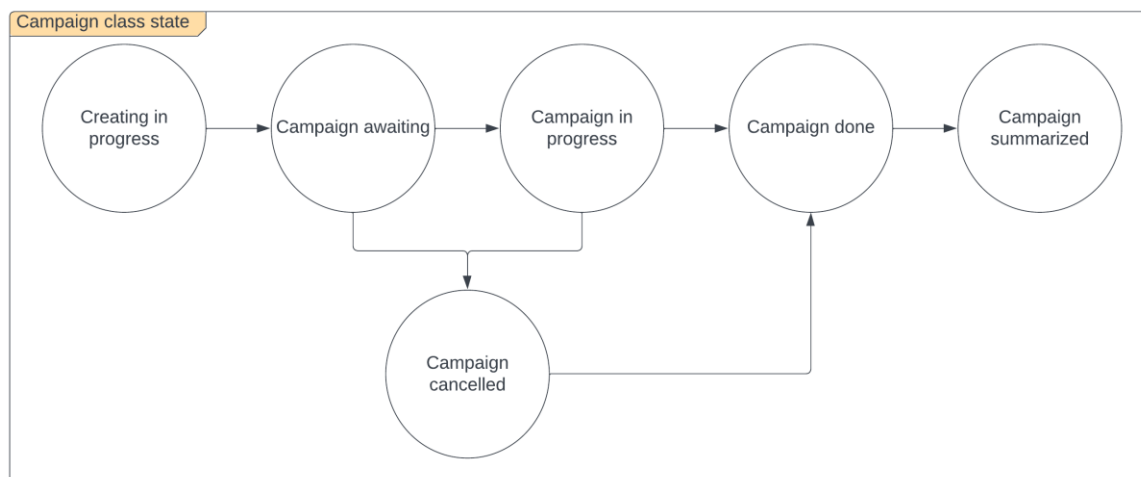 Campaign class state
Creating in
progress
Campaign awaiting
Campaign in
progress
Campaign done
Campaign
summarized
Campaign
cancelled